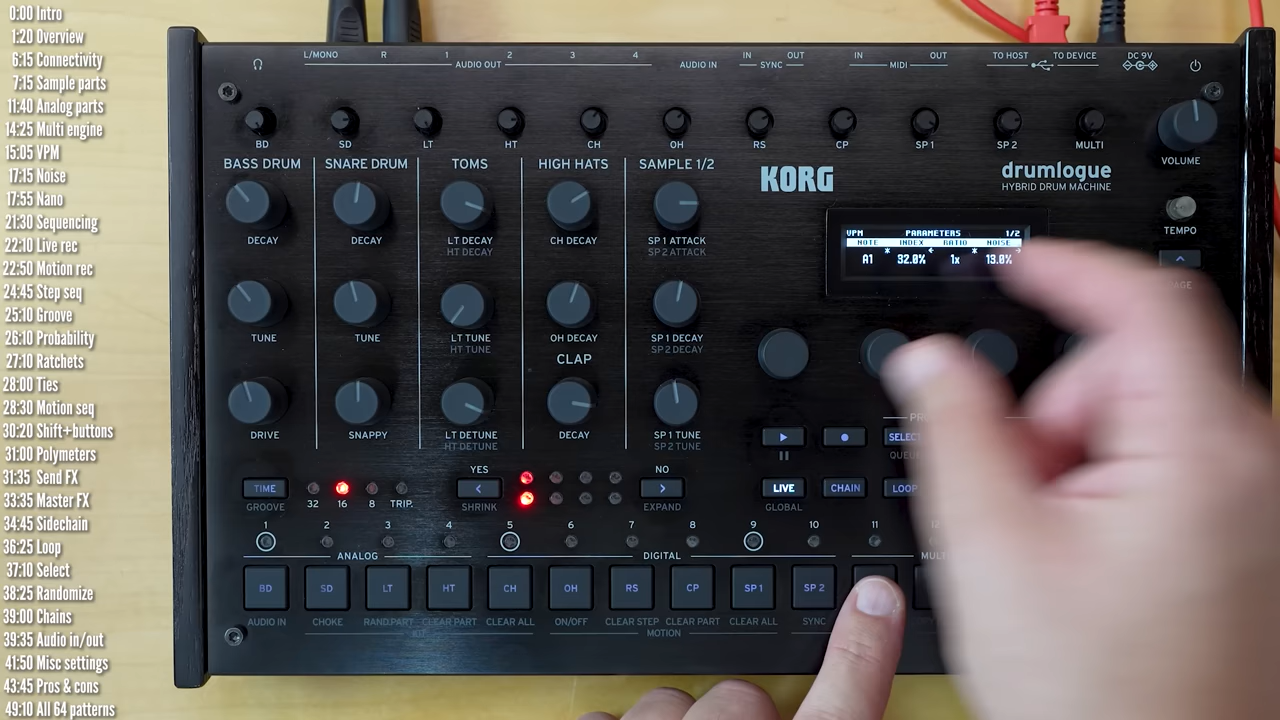 0:00 Intro
1:20 Overview
6:15 Connectivity
7:15 Sample parts
11:40 Analog parts
14:25 Multi engine
15:05 VPM
17:15 Noise
17:55 Nano
21:30 Sequencing
22:10 Live rec
22:50 Motion rec
24:45 Step seq
25:10 Groove
26:10 Probability
27:10 Ratchets
28:00 Ties
28:30 Motion seq
30:20 Shift+buttons
31:00 Polymeters
31:35 Send FX
33:35 Master FX
34:45 Sidechain
36:25 Loop
37:10 Select
38:25 Randomize
39:00 Chains
39:35 Audio in/out
41:50 Misc settings
43:45 Pros & cons
49:10 All 64 patterns
L/MONO R 1 2 3 4 IN OUT IN OUT TO HOST TO DEVICE DC 9V
AUDIO OUT AUDIO IN SYNC MIDI
BD SD LT HT CH OH RS CP SP 1 SP 2 MULTI
VOLUME
BASS DRUM SNARE DRUM TOMS HIGH HATS SAMPLE 1/2
KORG
drumlogue
HYBRID DRUM MACHINE
TEMPO
DECAY DECAY LT DECAY CH DECAY SP 1 ATTACK
HT DECAY SP 2 ATTACK
VPM PARAMETERS 1/2
NOTE INDEX RATIO NOISE
A1 32.0% 1x 13.0%
TUNE TUNE LT TUNE OH DECAY SP 1 DECAY
HT TUNE SP 2 DECAY
CLAP
DRIVE SNAPPY LT DETUNE DECAY SP 1 TUNE
HT DETUNE SP 2 TUNE
SELECT
YES NO
TIME < > LIVE CHAIN LOOP
GROOVE 32 16 8 TRIP. SHRINK EXPAND GLOBAL
1 2 3 4 5 6 7 8 9 10 11
ANALOG DIGITAL
BD SD LT HT CH OH RS CP SP 1 SP 2
AUDIO IN CHOKE RAND.PART CLEAR PART CLEAR ALL ON/OFF CLEAR STEP CLEAR PART CLEAR ALL SYNC
KIT MOTION